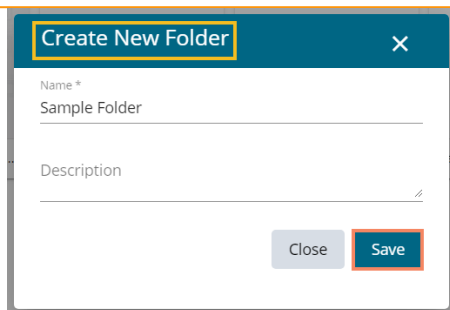 Create New Folder ×
Name *
Sample Folder
Description
Close Save